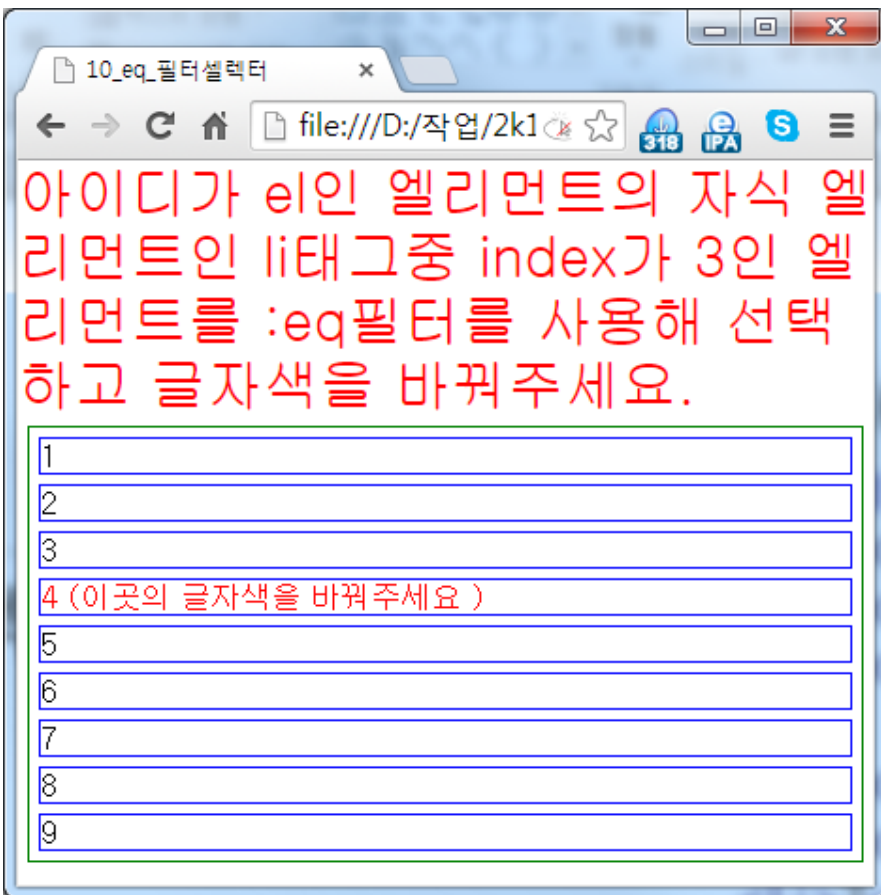 10_eq_필터셀렉터
file:///D:/작업/2k1
318
IPA
아이디가 el인 엘리먼트의 자식 엘
리먼트인 li태그중 index가 3인 엘
리먼트를 :eq필터를 사용해 선택
하고 글자색을 바꿔주세요.
1
2
3
4 (이곳의 글자색을 바꿔주세요 )
5
6
7
8
9